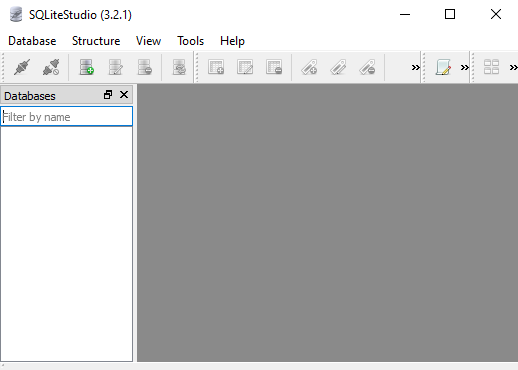 SQLiteStudio (3.2.1)
Database Structure View Tools Help
Databases
Filter by name